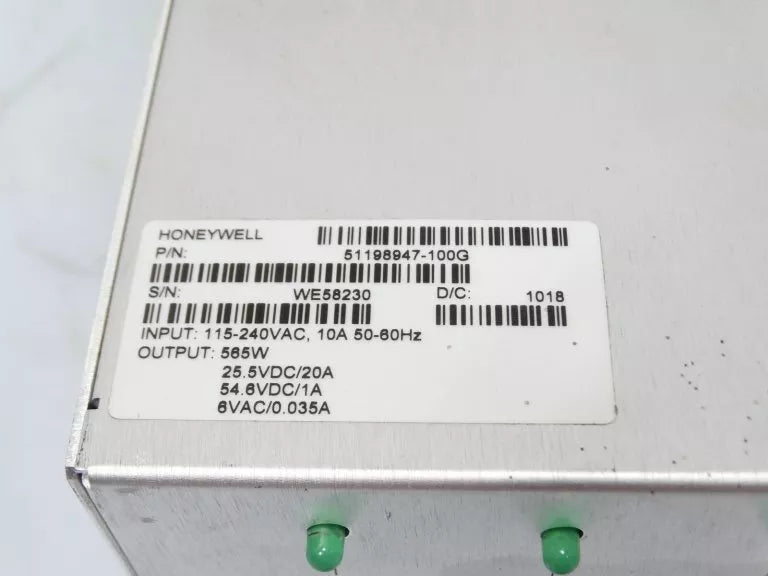 HONEYWELL
P/N: 51198947-100G
S/N: WE58230 D/C: 1018
INPUT: 115-240VAC, 10A 50-60Hz
OUTPUT: 565W
25.5VDC/20A
54.6VDC/1A
6VAC/0.035A